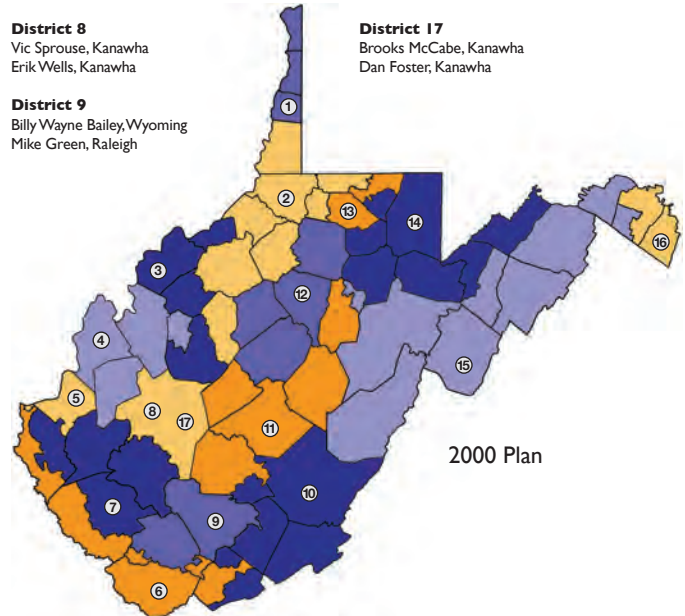 District 8
Vic Sprouse, Kanawha
Erik Wells, Kanawha
District 9
Billy Wayne Bailey, Wyoming
Mike Green, Raleigh
District 17
Brooks McCabe, Kanawha
Dan Foster, Kanawha
1
2
13
14
16
3
12
4
15
5
8
17
11
2000 Plan
10
7
9
6